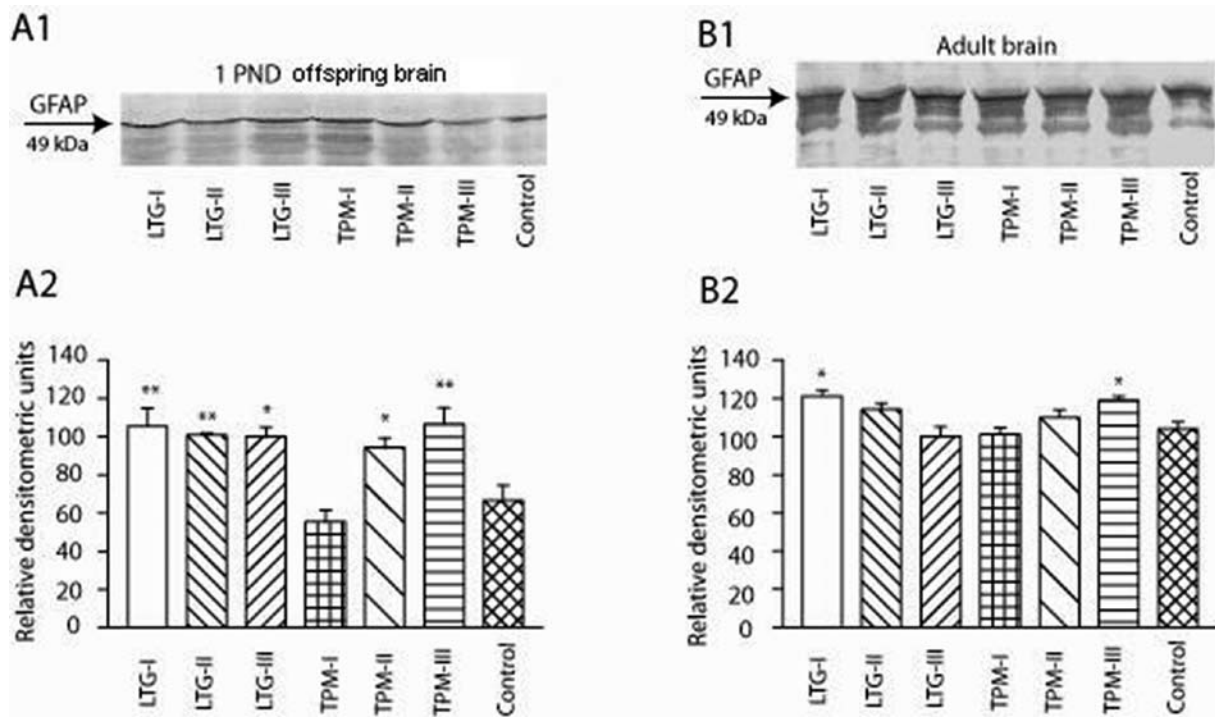 A1
1 PND offspring brain
GFAP
49 kDa
LTG-I
LTG-II
LTG-III
TPM-I
TPM-II
TPM-III
Control
B1
Adult brain
GFAP
49 kDa
LTG-I
LTG-II
LTG-III
TPM-I
TPM-II
TPM-III
Control
A2
Relative densitometric units
140
120
100
80
60
40
20
0
** ** * * **
LTG-I
LTG-II
LTG-III
TPM-I
TPM-II
TPM-III
Control
B2
Relative densitometric units
140
120
100
80
60
40
20
0
* *
LTG-I
LTG-II
LTG-III
TPM-I
TPM-II
TPM-III
Control